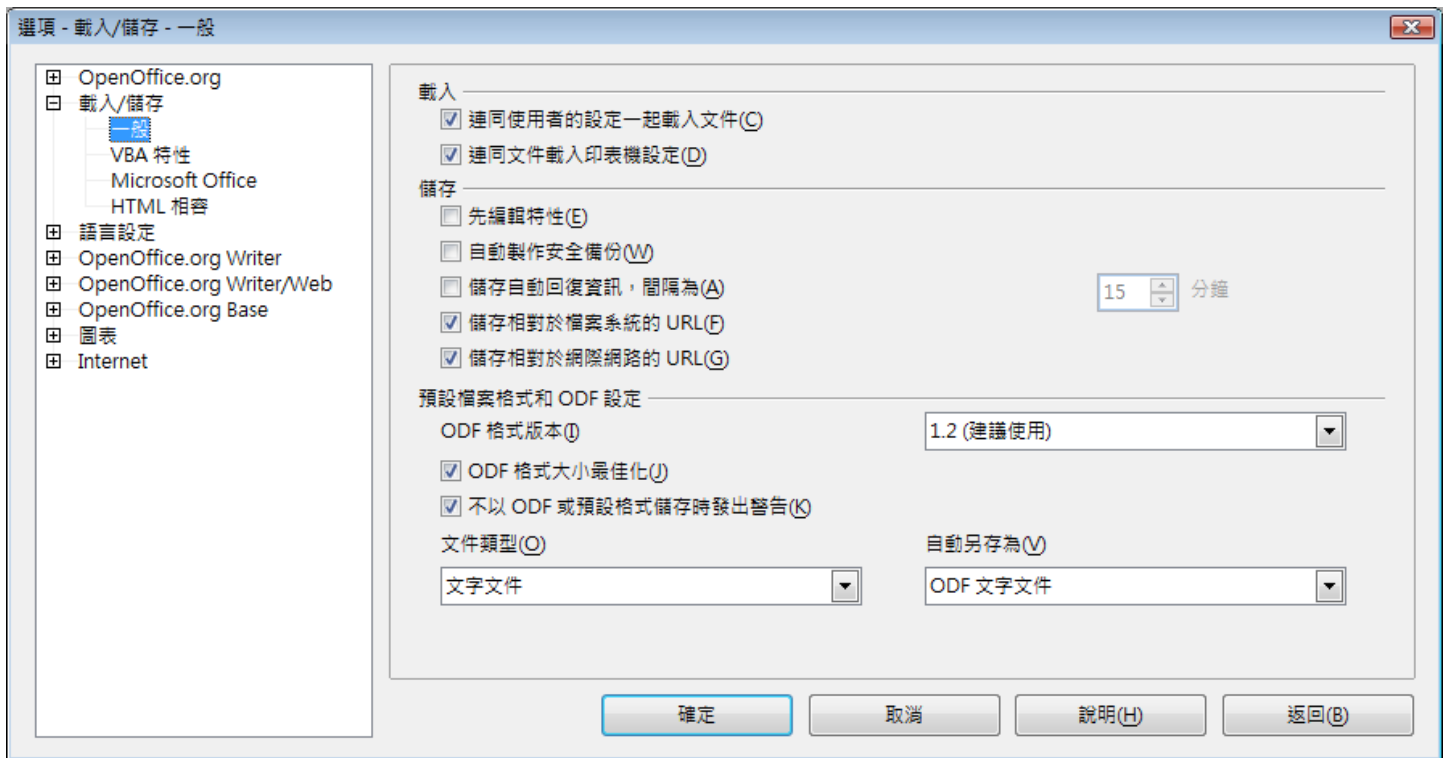 選項 - 載入/儲存 - 一般
OpenOffice.org
載入/儲存
一般
VBA 特性
Microsoft Office
HTML 相容
語言設定
OpenOffice.org Writer
OpenOffice.org Writer/Web
OpenOffice.org Base
圖表
Internet
載入
連同使用者的設定一起載入文件(C)
連同文件載入印表機設定(D)
儲存
先編輯特性(E)
自動製作安全備份(W)
儲存自動回復資訊，間隔為(A)
15 分鐘
儲存相對於檔案系統的 URL(F)
儲存相對於網際網路的 URL(G)
預設檔案格式和 ODF 設定
ODF 格式版本(I)
1.2 (建議使用)
ODF 格式大小最佳化(J)
不以 ODF 或預設格式儲存時發出警告(K)
文件類型(O)
自動另存為(V)
文字文件
ODF 文字文件
確定
取消
說明(H)
返回(B)